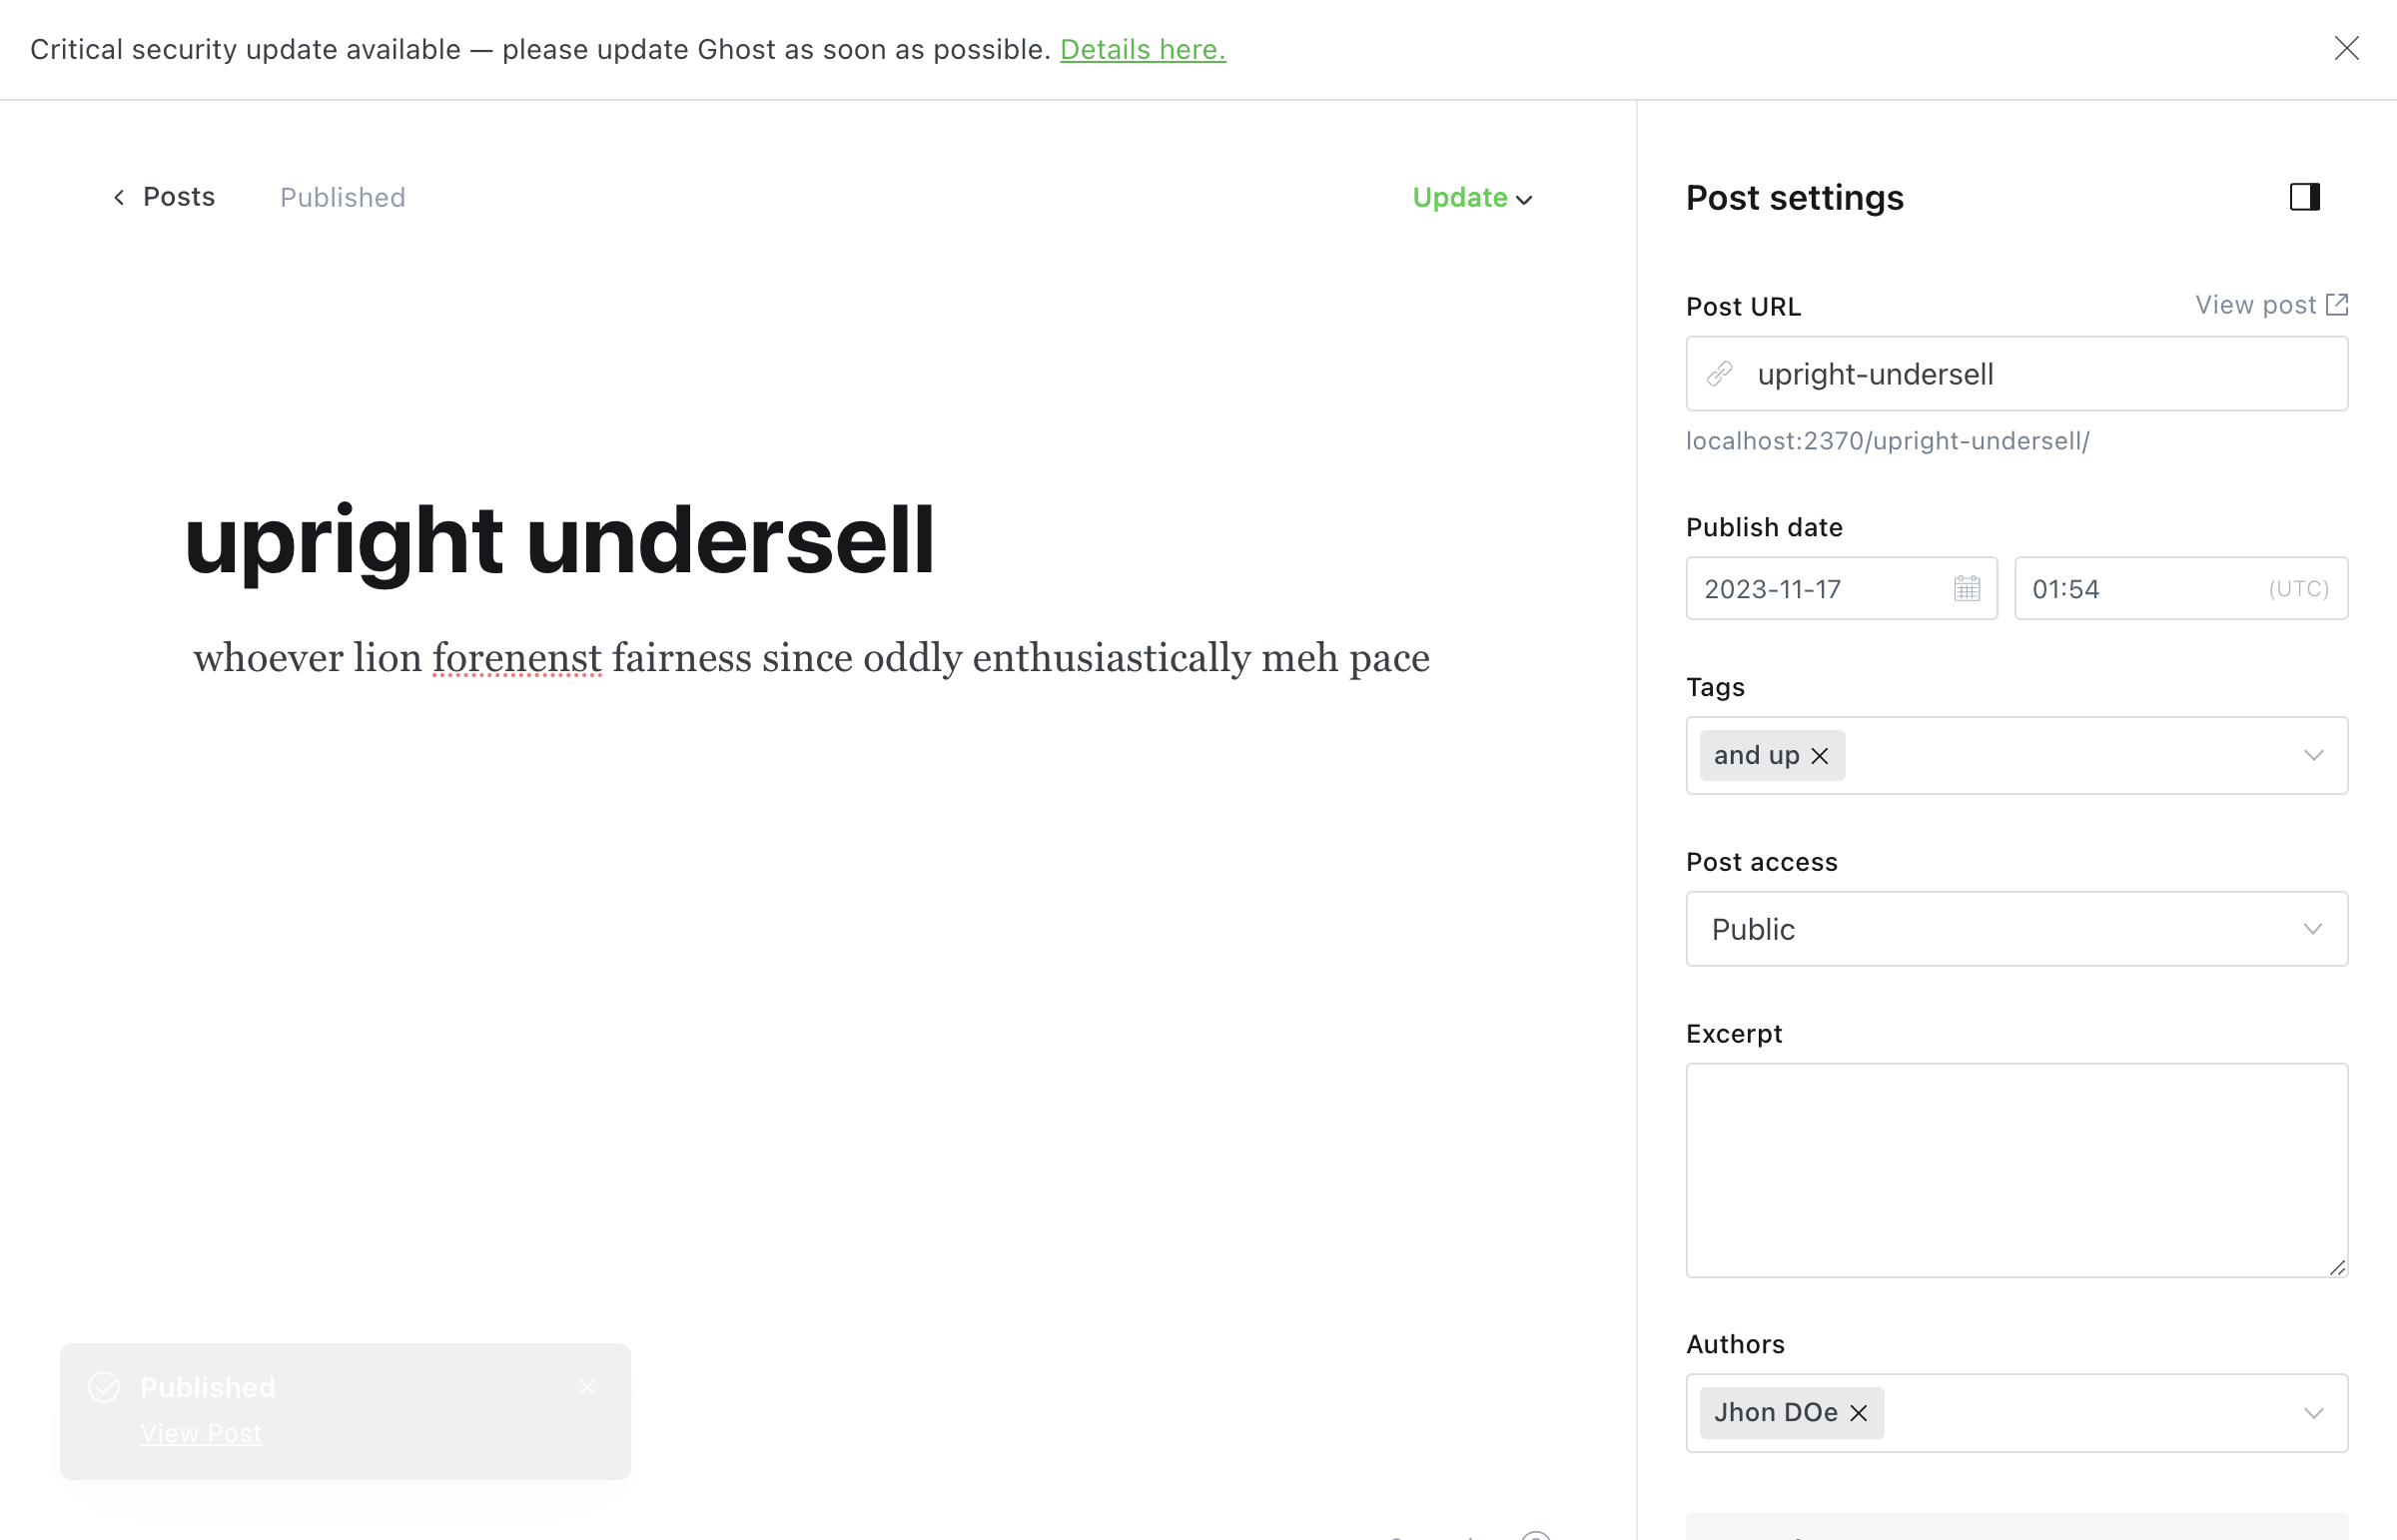 Critical security update available — please update Ghost as soon as possible. Details here.
Posts
Published
Update
Post settings
Post URL
View post
upright-undersell
localhost:2370/upright-undersell/
upright undersell
Publish date
2023-11-17
01:54
(UTC)
whoever lion forenenst fairness since oddly enthusiastically meh pace
Tags
and up
Post access
Public
Excerpt
Authors
Jhon DOe
Published
View Post